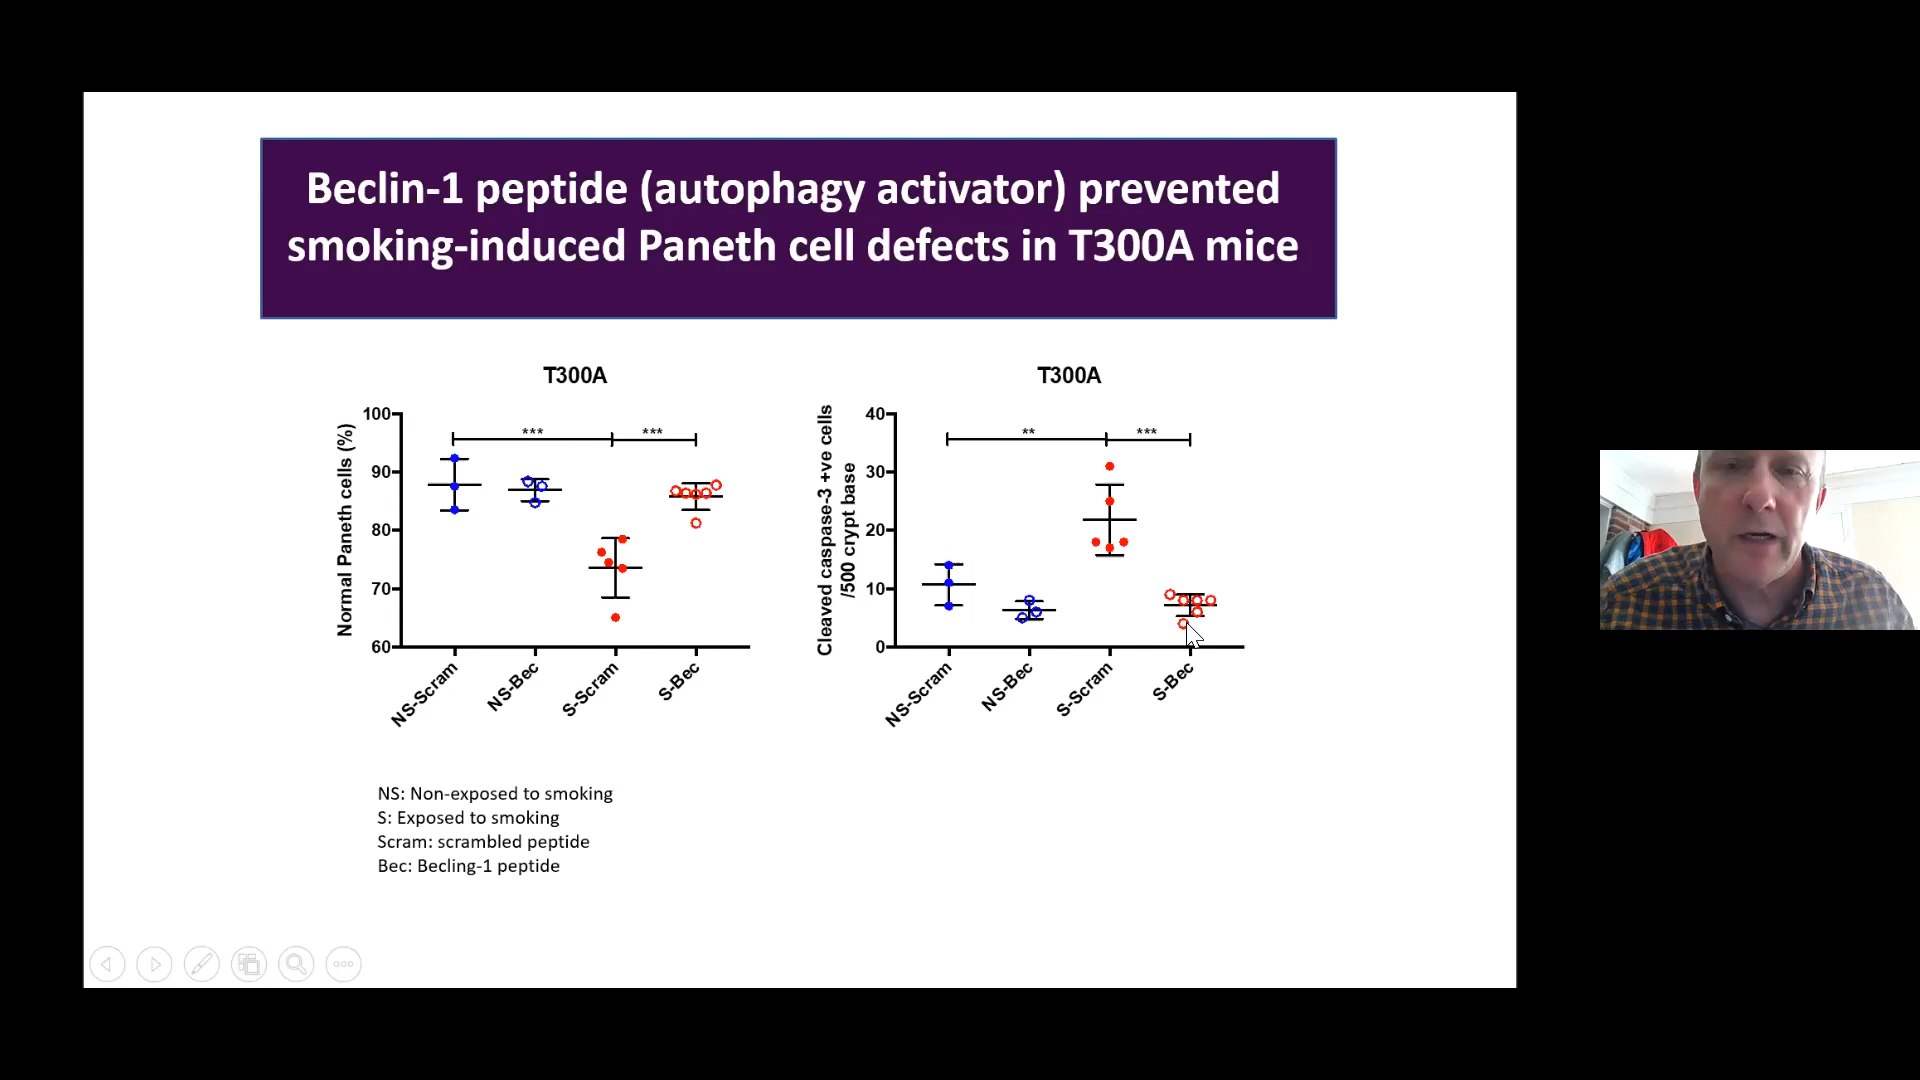 Beclin-1 peptide (autophagy activator) prevented
smoking-induced Paneth cell defects in T300A mice
T300A
Normal Paneth cells (%)
100
90
80
70
60
***
***
NS-Scram
NS-Bec
S-Scram
S-Bec
T300A
Cleaved caspase-3 +ve cells
/500 crypt base
40
30
20
10
0
**
***
NS-Scram
NS-Bec
S-Scram
S-Bec
NS: Non-exposed to smoking
S: Exposed to smoking
Scram: scrambled peptide
Bec: Becling-1 peptide